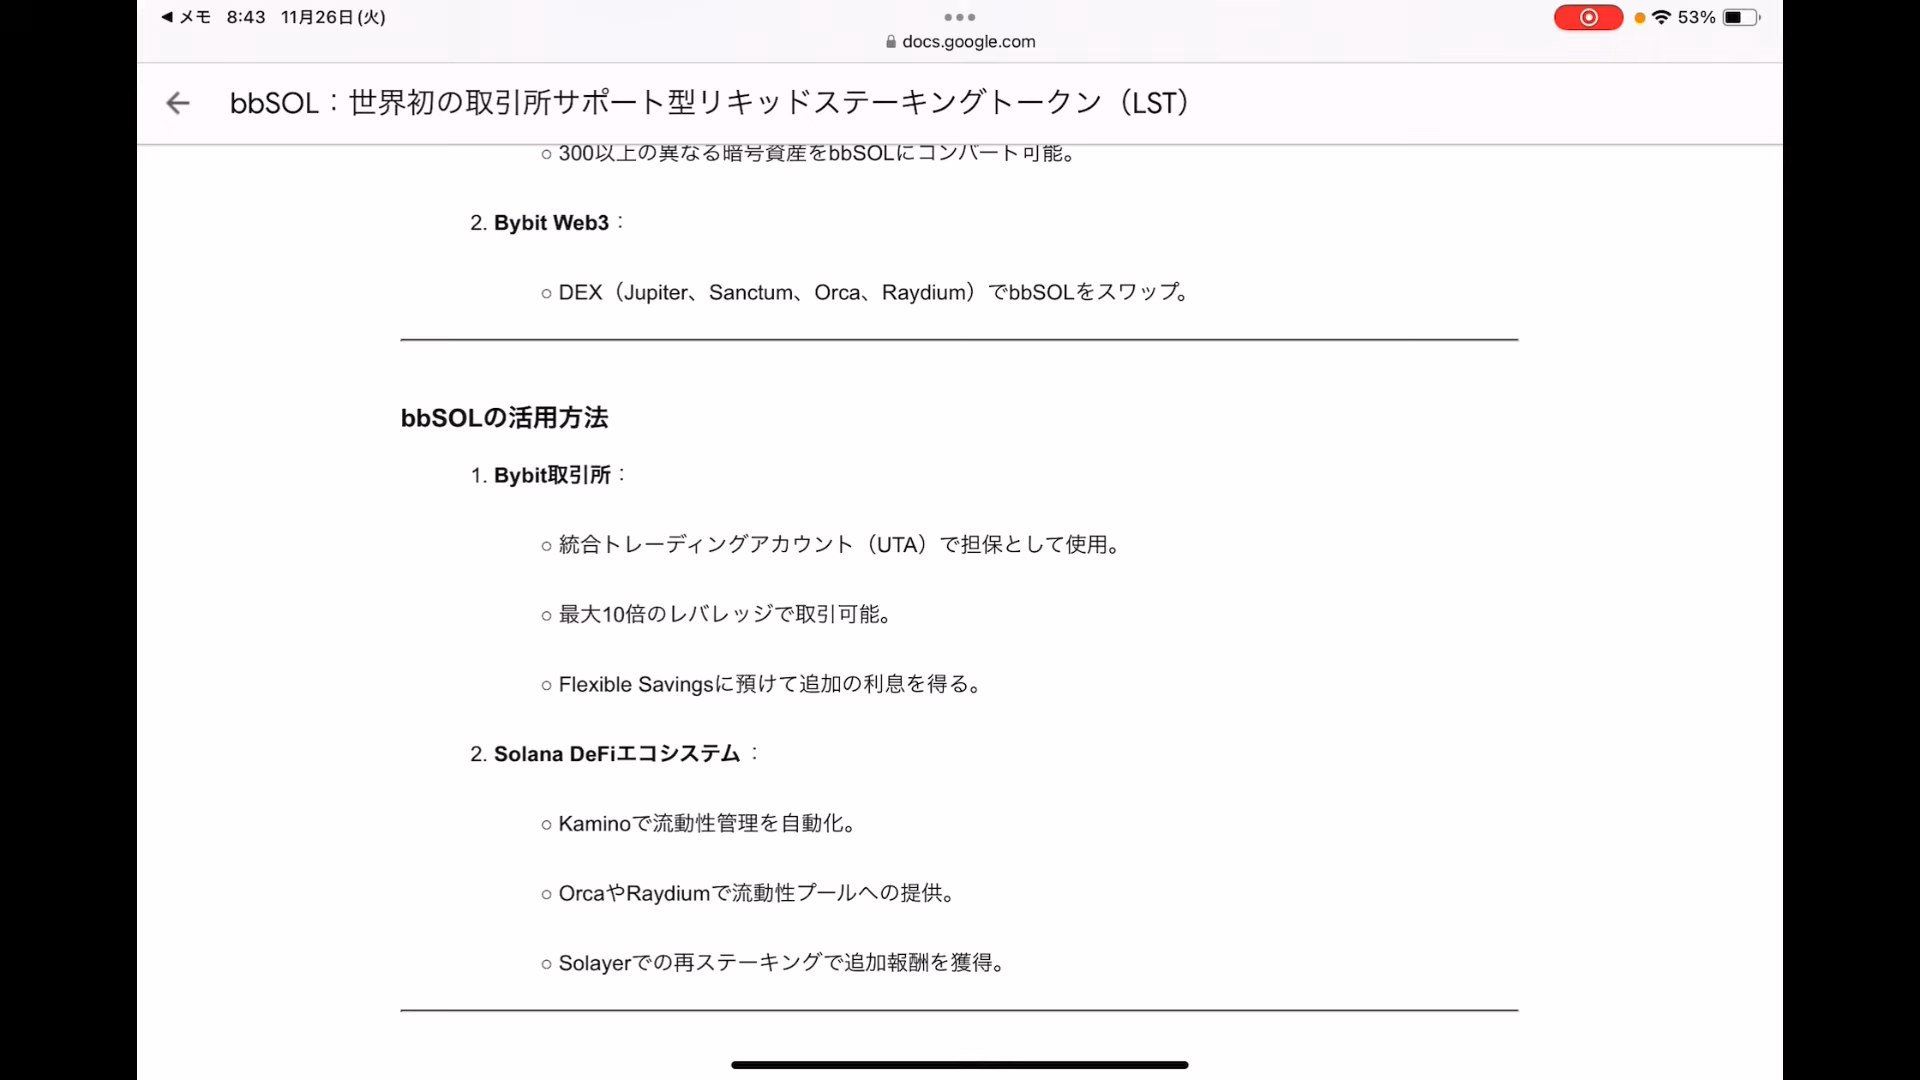 ◀ メモ 8:43 11月26日(火)
53%
docs.google.com
bbSOL：世界初の取引所サポート型リキッドステーキングトークン（LST）
○ 300以上の異なる暗号資産をbbSOLにコンバート可能。
2. Bybit Web3：
○ DEX（Jupiter、Sanctum、Orca、Raydium）でbbSOLをスワップ。
bbSOLの活用方法
1. Bybit取引所：
○ 統合トレーディングアカウント（UTA）で担保として使用。
○ 最大10倍のレバレッジで取引可能。
○ Flexible Savingsに預けて追加の利息を得る。
2. Solana DeFiエコシステム：
○ Kaminoで流動性管理を自動化。
○ OrcaやRaydiumで流動性プールへの提供。
○ Solayerでの再ステーキングで追加報酬を獲得。